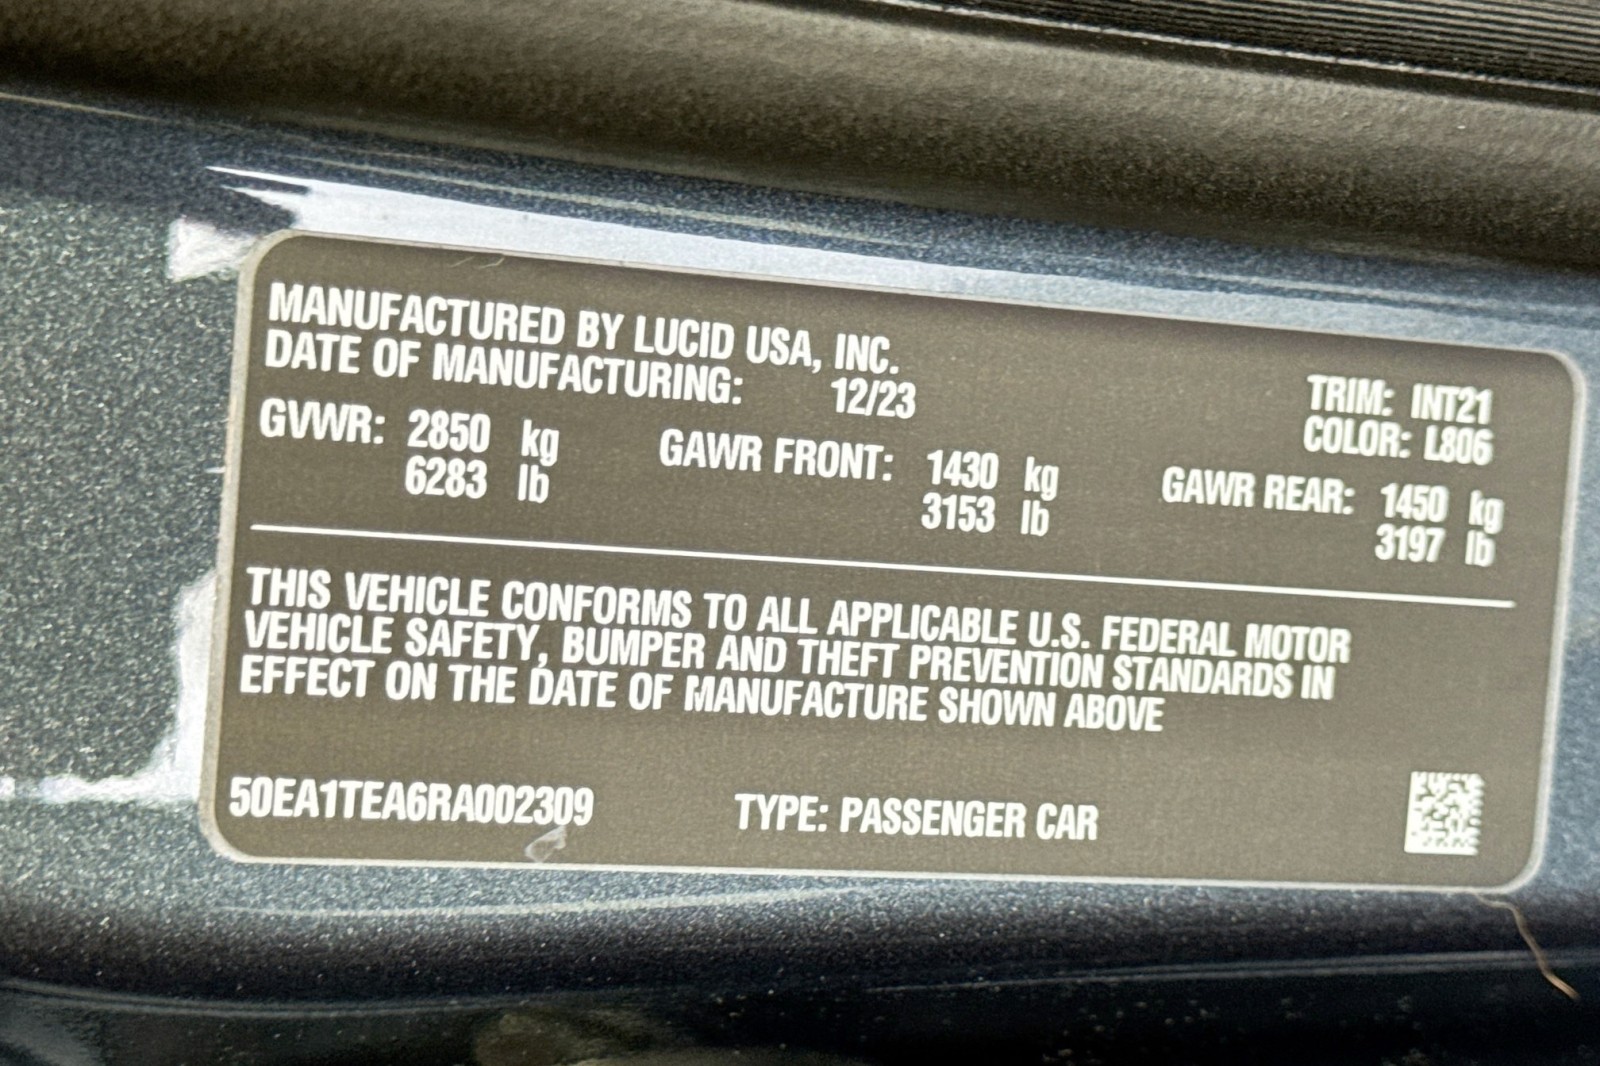 MANUFACTURED BY LUCID USA, INC.
DATE OF MANUFACTURING: 12/23
TRIM: INT21
COLOR: L806
GVWR: 2850 kg
6283 lb
GAWR FRONT: 1430 kg
3153 lb
GAWR REAR: 1450 kg
3197 lb
THIS VEHICLE CONFORMS TO ALL APPLICABLE U.S. FEDERAL MOTOR
VEHICLE SAFETY, BUMPER AND THEFT PREVENTION STANDARDS IN
EFFECT ON THE DATE OF MANUFACTURE SHOWN ABOVE
50EA1TEA6RA002309
TYPE: PASSENGER CAR